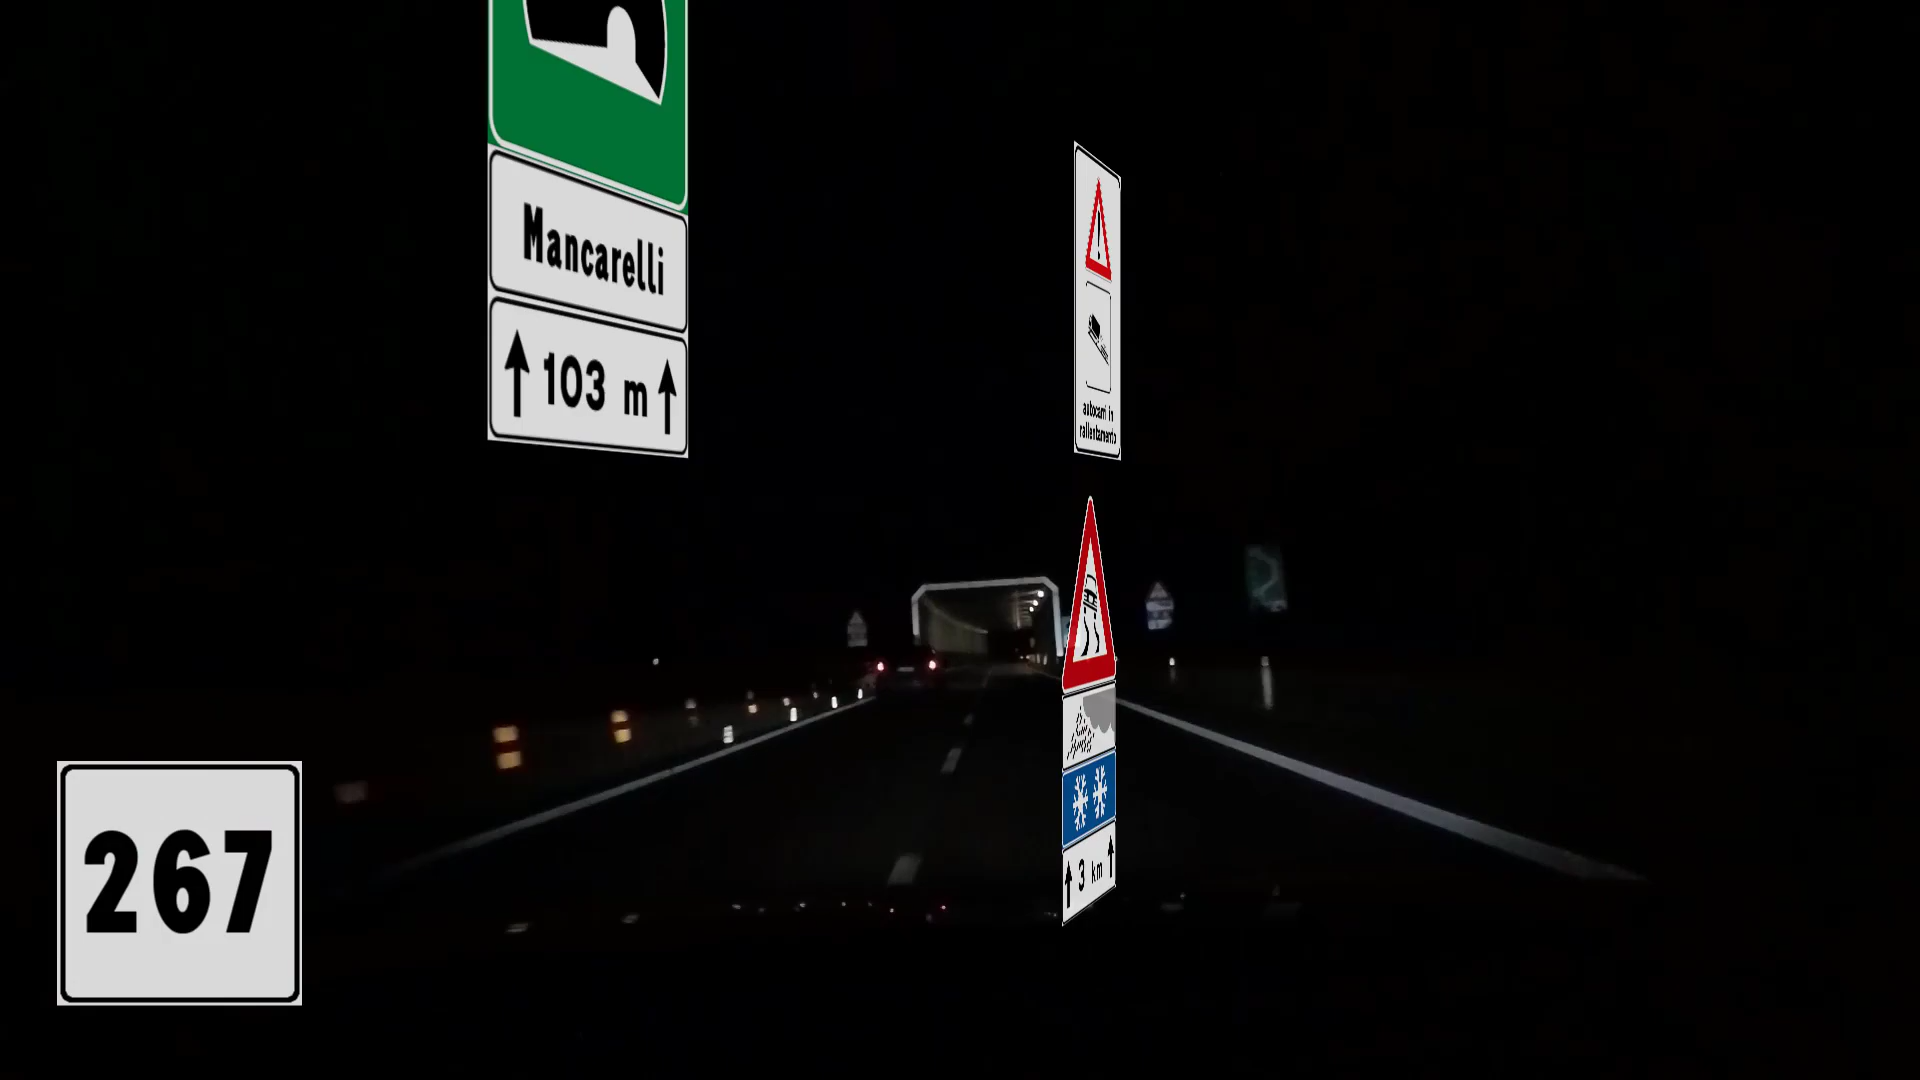 Mancarelli
103 m
autocarri in
rallentamento
3 km
267